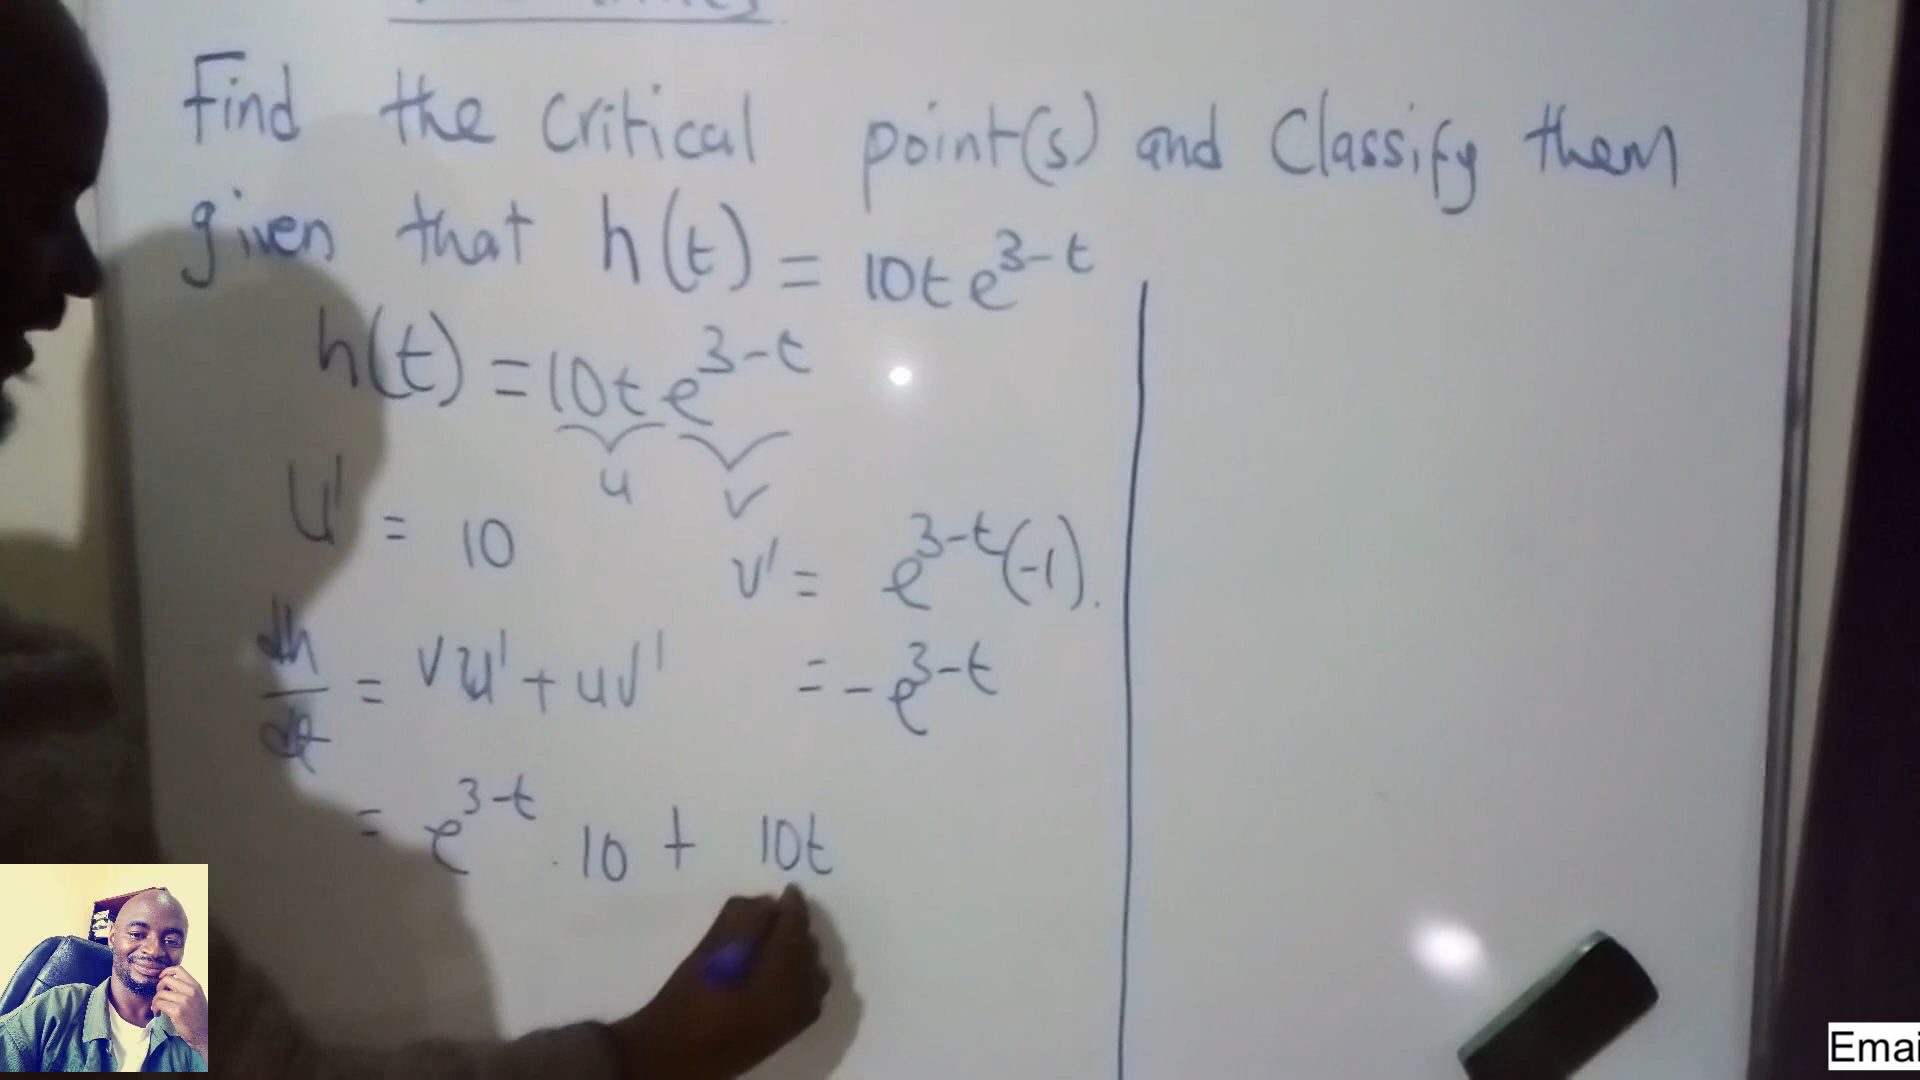 Find the critical point(s) and Classify them
given that h(t) = 10te^{3-t}
h(t) = 10te^{3-t}
u v
u' = 10 v' = e^{3-t}(-1).
dh/dt = vu' + uv' = -e^{3-t}
= e^{3-t} . 10 + 10t
Emai